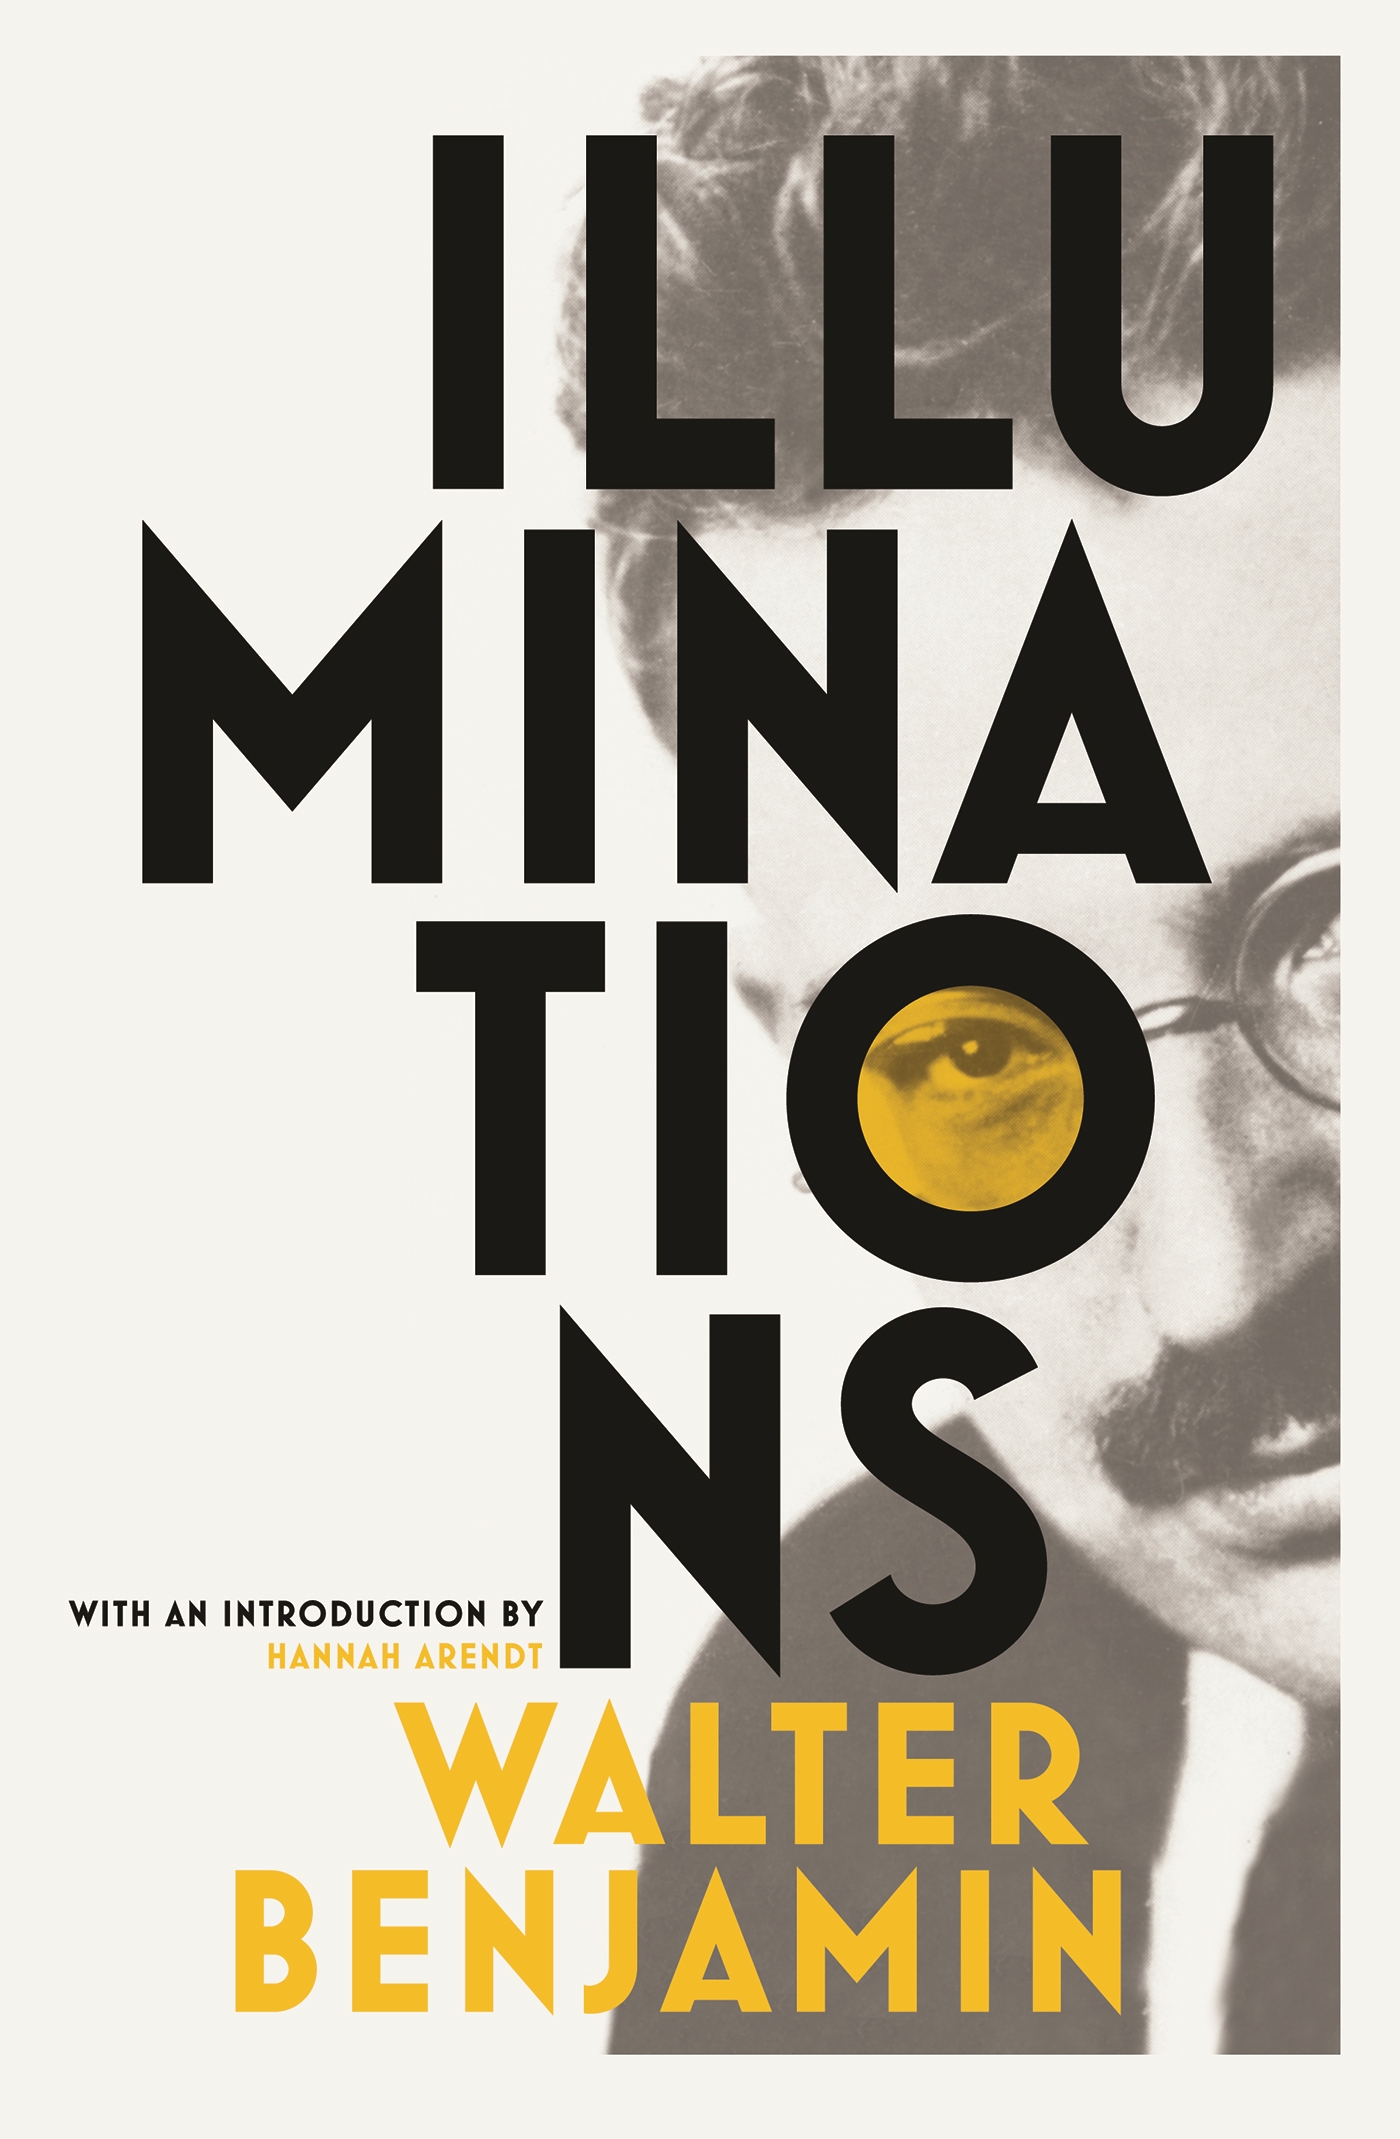 ILLU
MINA
TIO
NS
WITH AN INTRODUCTION BY
HANNAH ARENDT
WALTER
BENJAMIN